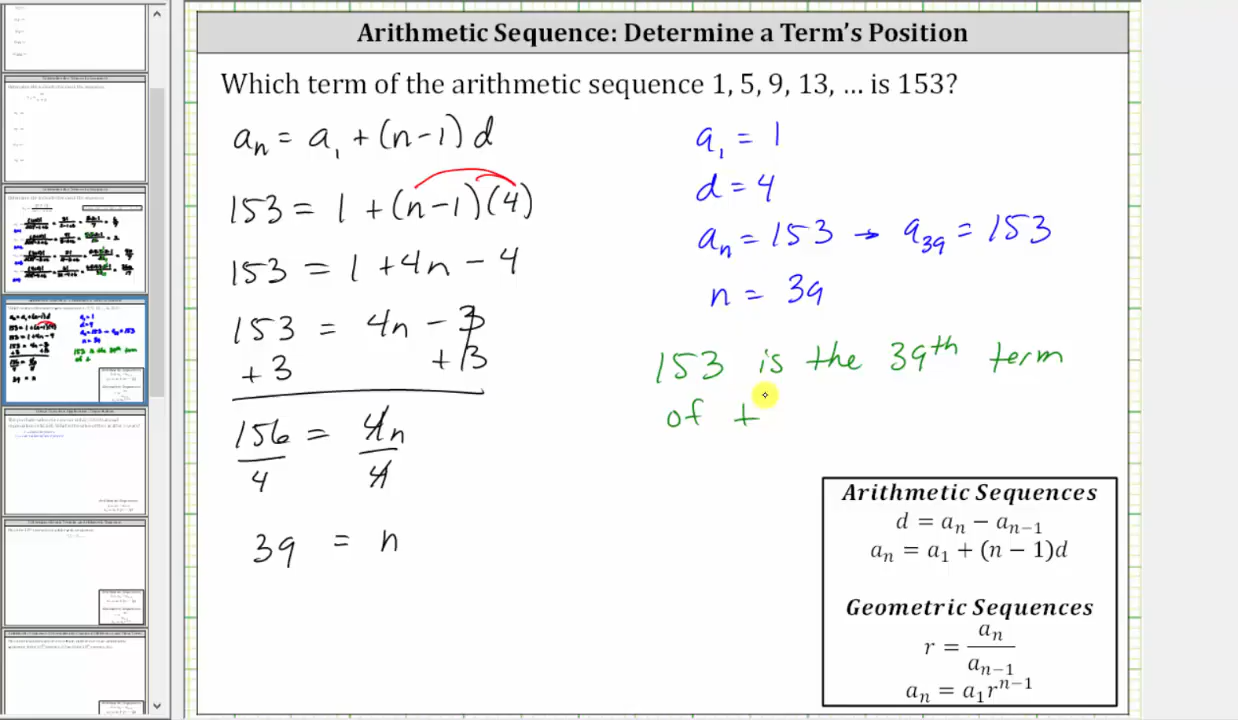 Arithmetic Sequence: Determine a Term's Position
Which term of the arithmetic sequence 1, 5, 9, 13, ... is 153?
aₙ = a₁ + (n-1) d
153 = 1 + (n-1)(4)
153 = 1 + 4n - 4
153 = 4n - 3
+3 +3
156 = 4n
4 4
39 = n
a₁ = 1
d = 4
aₙ = 153 → a₃₉ = 153
n = 39
153 is the 39th term
of t
Arithmetic Sequences
d = aₙ − aₙ₋₁
aₙ = a₁ + (n − 1)d
Geometric Sequences
r = aₙ / aₙ₋₁
aₙ = a₁rⁿ⁻¹